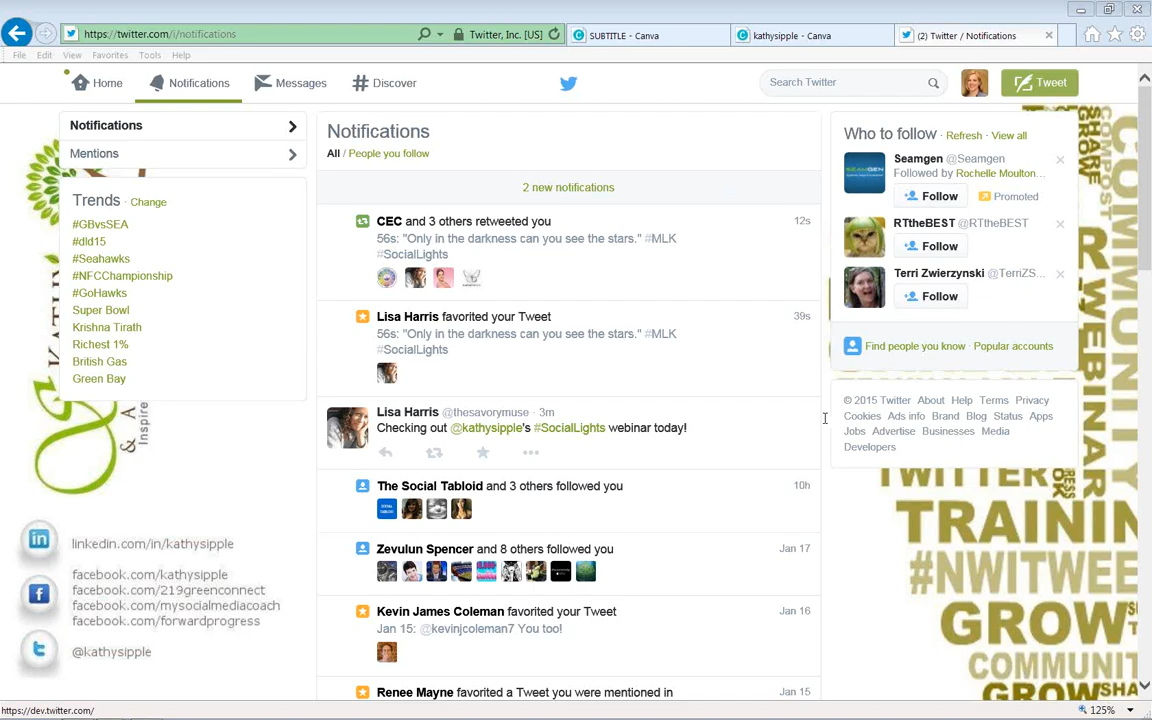 https://twitter.com/i/notifications
Twitter, Inc. [US]
SUBTITLE - Canva
kathysipple - Canva
(2) Twitter / Notifications
File Edit View Favorites Tools Help
Home Notifications Messages Discover
Search Twitter
Tweet
Notifications
Mentions
Trends · Change
#GBvsSEA
#dld15
#Seahawks
#NFCChampionship
#GoHawks
Super Bowl
Krishna Tirath
Richest 1%
British Gas
Green Bay
& A
Inspire
linkedin.com/in/kathysipple
facebook.com/kathysipple
facebook.com/219greenconnect
facebook.com/mysocialmediacoach
facebook.com/forwardprogress
@kathysipple
Notifications
All / People you follow
2 new notifications
CEC and 3 others retweeted you 12s
56s: "Only in the darkness can you see the stars." #MLK
#SocialLights
Lisa Harris favorited your Tweet 39s
56s: "Only in the darkness can you see the stars." #MLK
#SocialLights
Lisa Harris @thesavorymuse · 3m
Checking out @kathysipple's #SocialLights webinar today!
The Social Tabloid and 3 others followed you 10h
Zevulun Spencer and 8 others followed you Jan 17
Kevin James Coleman favorited your Tweet Jan 16
Jan 15: @kevinjcoleman7 You too!
Renee Mayne favorited a Tweet you were mentioned in Jan 15
Who to follow · Refresh · View all
Seamgen @Seamgen
Followed by Rochelle Moulton...
Follow Promoted
RTtheBEST @RTtheBEST
Follow
Terri Zwierzynski @TerriZS...
Follow
Find people you know · Popular accounts
© 2015 Twitter About Help Terms Privacy
Cookies Ads info Brand Blog Status Apps
Jobs Advertise Businesses Media
Developers
SHARE
COMPOST
COMMUNITY
WEBINAR
TWITTER
TRAININ
#NWITWEE
GROW
COMMUNIT
GROW
SHA
https://dev.twitter.com/
125%